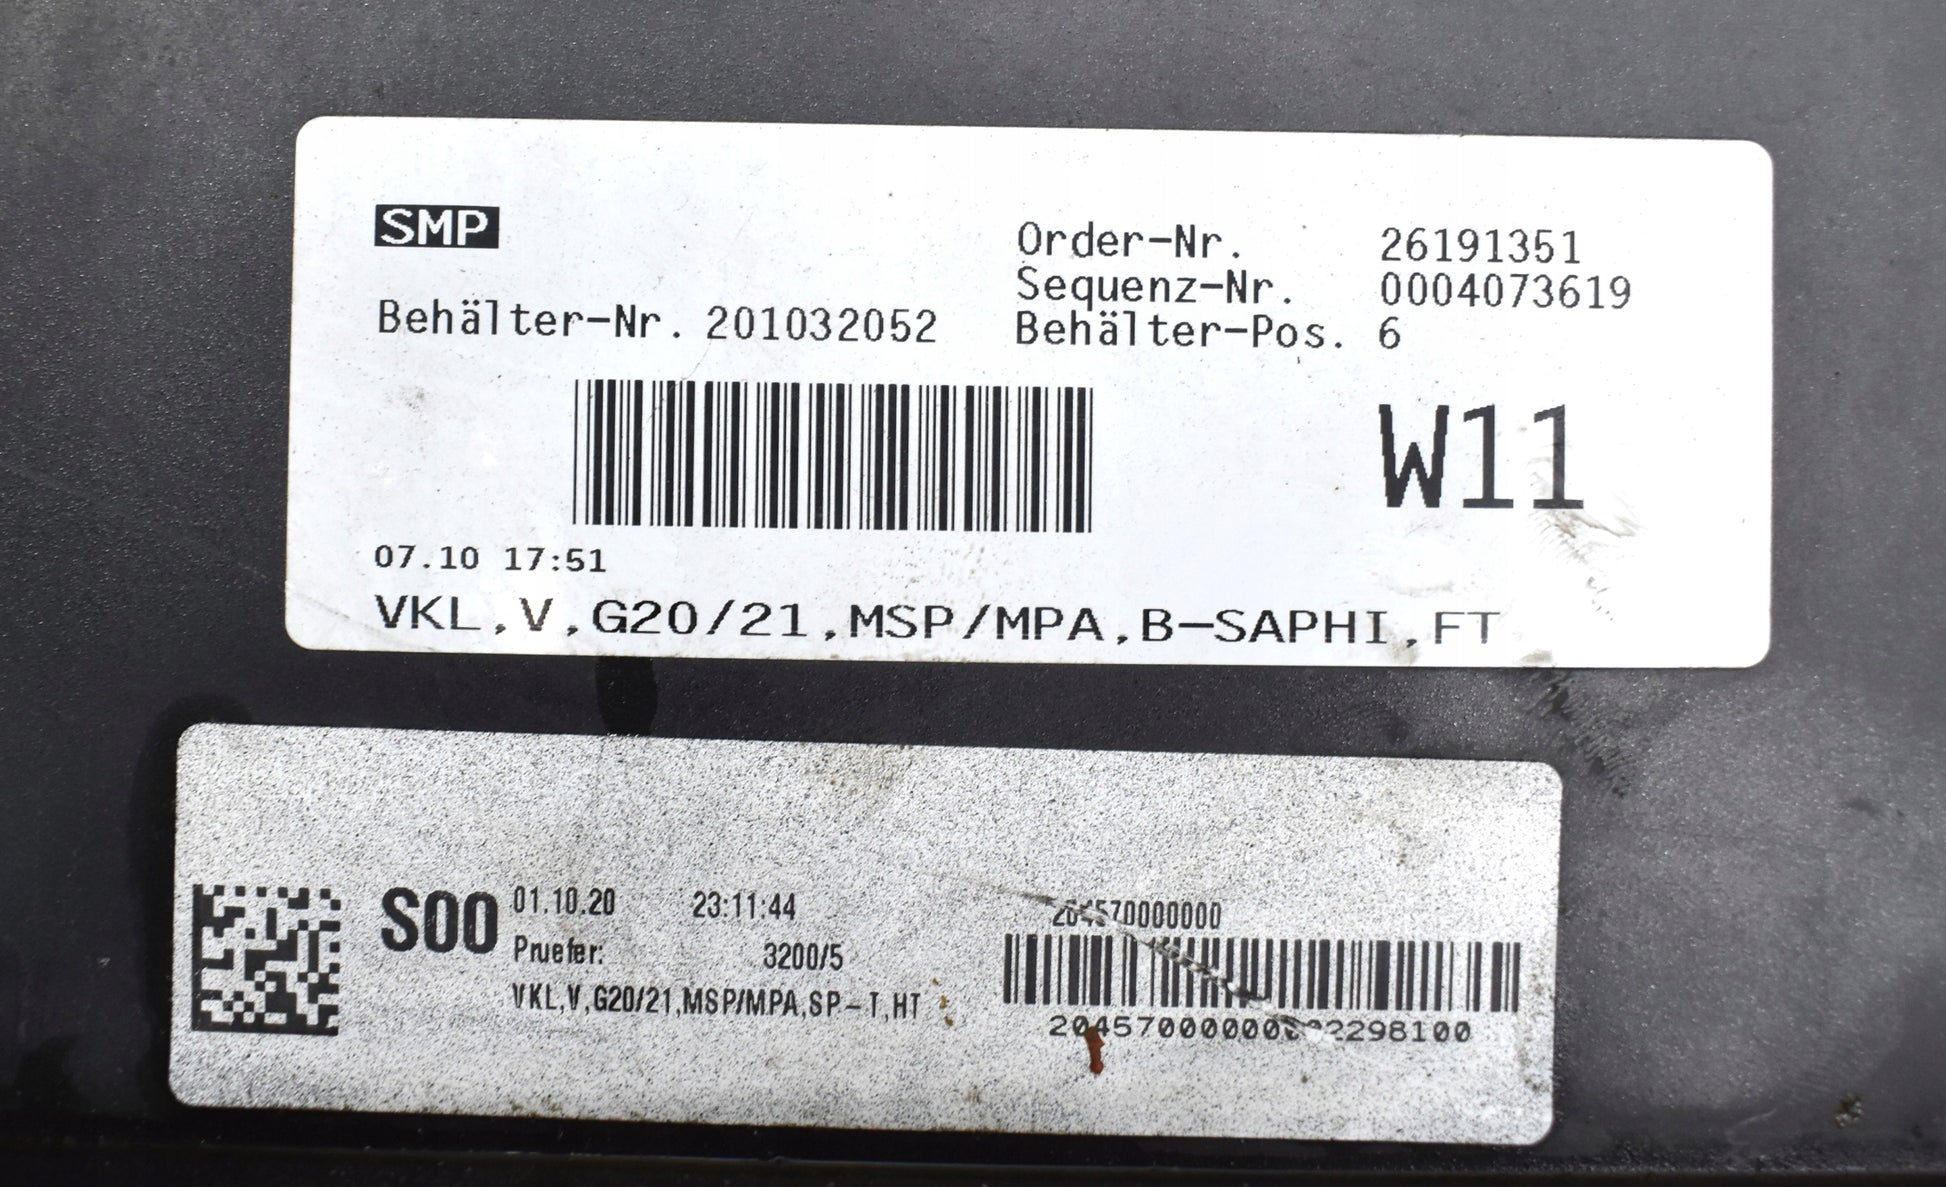 SMP
Order-Nr. 26191351
Sequenz-Nr. 0004073619
Behälter-Nr. 201032052
Behälter-Pos. 6
W11
07.10 17:51
VKL,V,G20/21,MSP/MPA,B-SAPHI,FT
S00
01.10.20 23:11:44
Pruefer: 3200/5
VKL,V,G20/21,MSP/MPA,SP-T,HT
204570000000